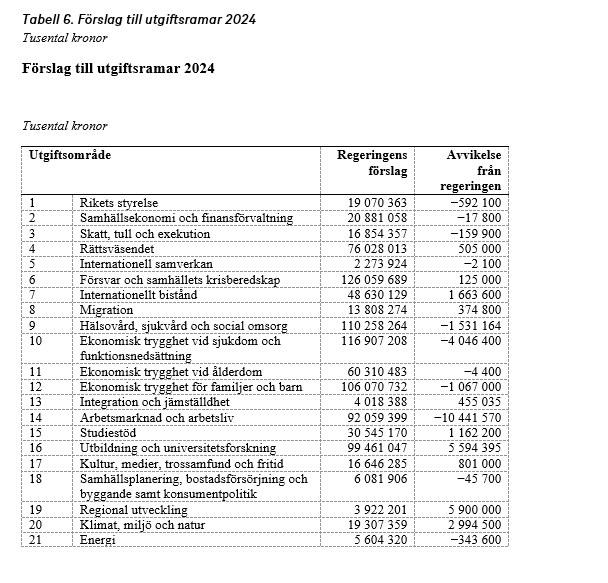 Tabell 6. Förslag till utgiftsramar 2024
Tusental kronor
Förslag till utgiftsramar 2024
Tusental kronor
Utgiftsområde Regeringens förslag Avvikelse från regeringen
1 Rikets styrelse 19 070 363 −592 100
2 Samhällsekonomi och finansförvaltning 20 881 058 −17 800
3 Skatt, tull och exekution 16 854 357 −159 900
4 Rättsväsendet 76 028 013 505 000
5 Internationell samverkan 2 273 924 −2 100
6 Försvar och samhällets krisberedskap 126 059 689 125 000
7 Internationellt bistånd 48 630 129 1 663 600
8 Migration 13 808 274 374 800
9 Hälsovård, sjukvård och social omsorg 110 258 264 −1 531 164
10 Ekonomisk trygghet vid sjukdom och 116 907 208 −4 046 400
funktionsnedsättning
11 Ekonomisk trygghet vid ålderdom 60 310 483 −4 400
12 Ekonomisk trygghet för familjer och barn 106 070 732 −1 067 000
13 Integration och jämställdhet 4 018 388 455 035
14 Arbetsmarknad och arbetsliv 92 059 399 −10 441 570
15 Studiestöd 30 545 170 1 162 200
16 Utbildning och universitetsforskning 99 461 047 5 594 395
17 Kultur, medier, trossamfund och fritid 16 646 285 801 000
18 Samhällsplanering, bostadsförsörjning och 6 081 906 −45 700
byggande samt konsumentpolitik
19 Regional utveckling 3 922 201 5 900 000
20 Klimat, miljö och natur 19 307 359 2 994 500
21 Energi 5 604 320 −343 600